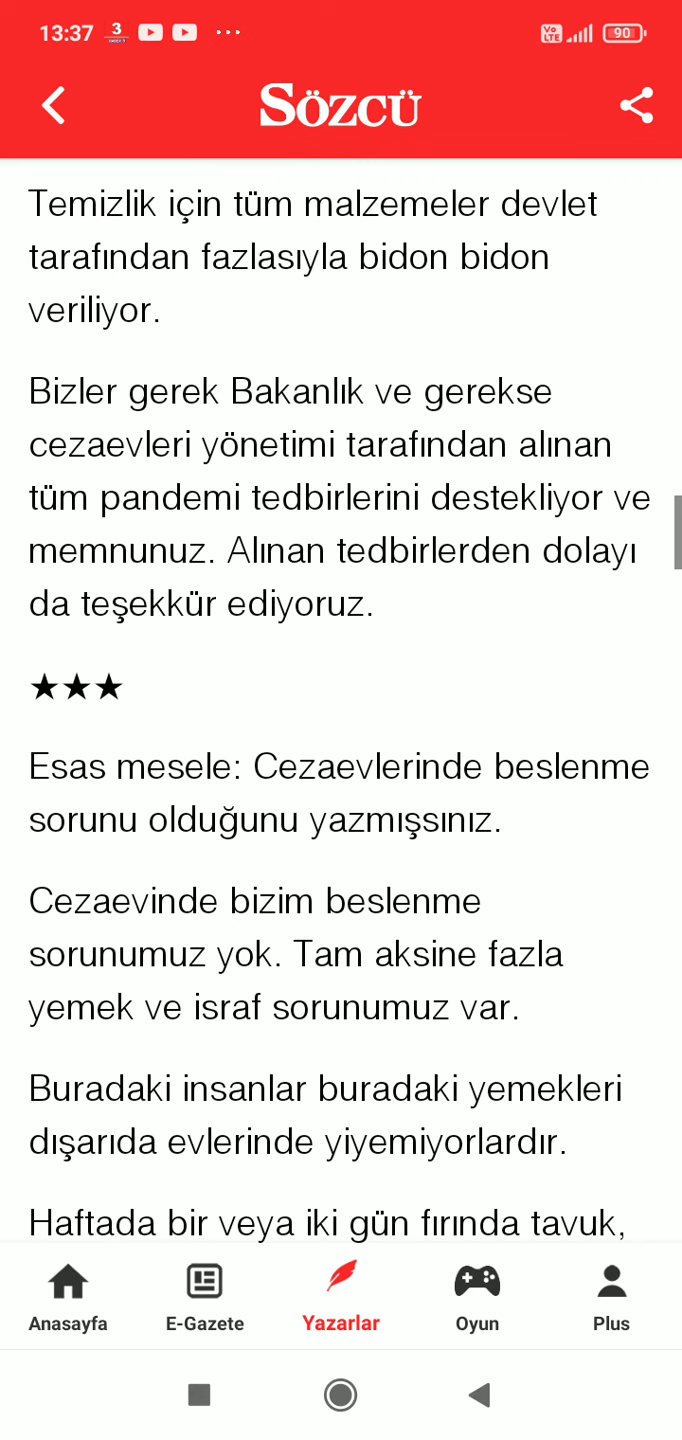 13:37 3 ... Vo LTE 90
Sözcü
Temizlik için tüm malzemeler devlet
tarafından fazlasıyla bidon bidon
veriliyor.
Bizler gerek Bakanlık ve gerekse
cezaevleri yönetimi tarafından alınan
tüm pandemi tedbirlerini destekliyor ve
memnunuz. Alınan tedbirlerden dolayı
da teşekkür ediyoruz.
★★★
Esas mesele: Cezaevlerinde beslenme
sorunu olduğunu yazmışsınız.
Cezaevinde bizim beslenme
sorunumuz yok. Tam aksine fazla
yemek ve israf sorunumuz var.
Buradaki insanlar buradaki yemekleri
dışarıda evlerinde yiyemiyorlardır.
Haftada bir veya iki gün fırında tavuk,
Anasayfa E-Gazete Yazarlar Oyun Plus